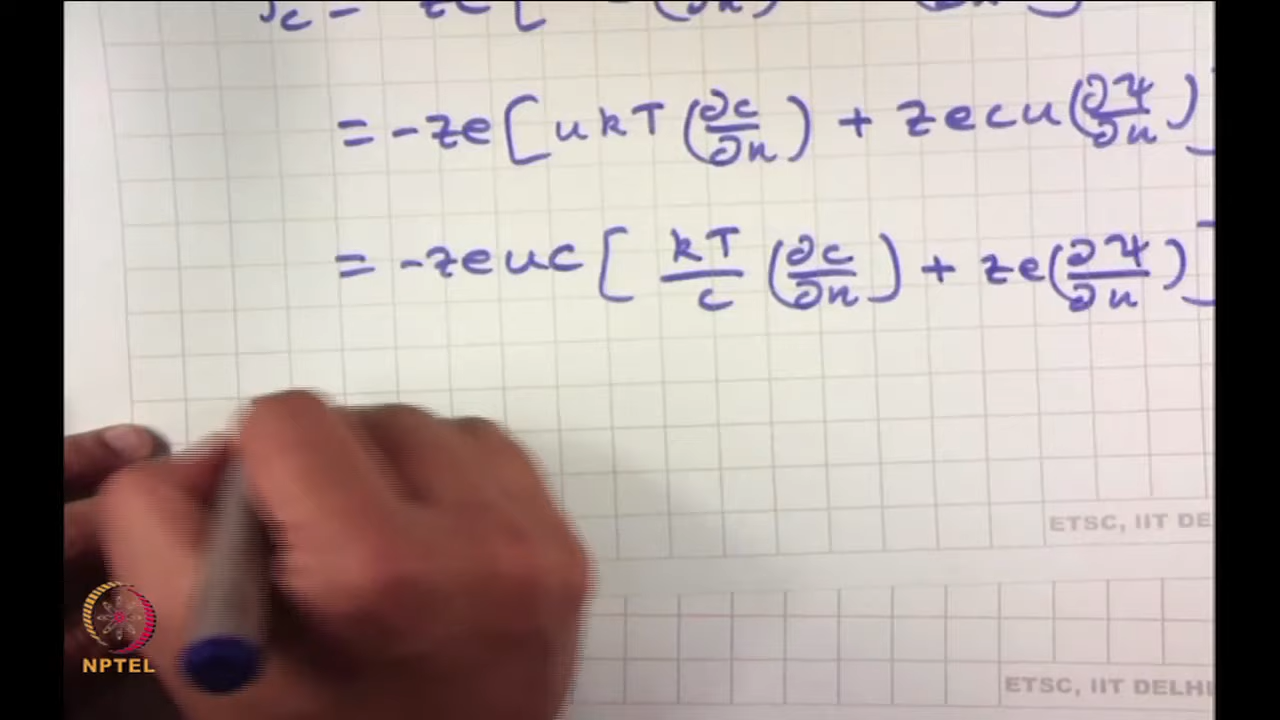 = -ze[ukT(∂c/∂x) + zecu(∂Ψ/∂x)]
= -zeuc[kT/c (∂c/∂x) + ze(∂Ψ/∂x)]
ETSC, IIT DE
NPTEL
ETSC, IIT DELHI